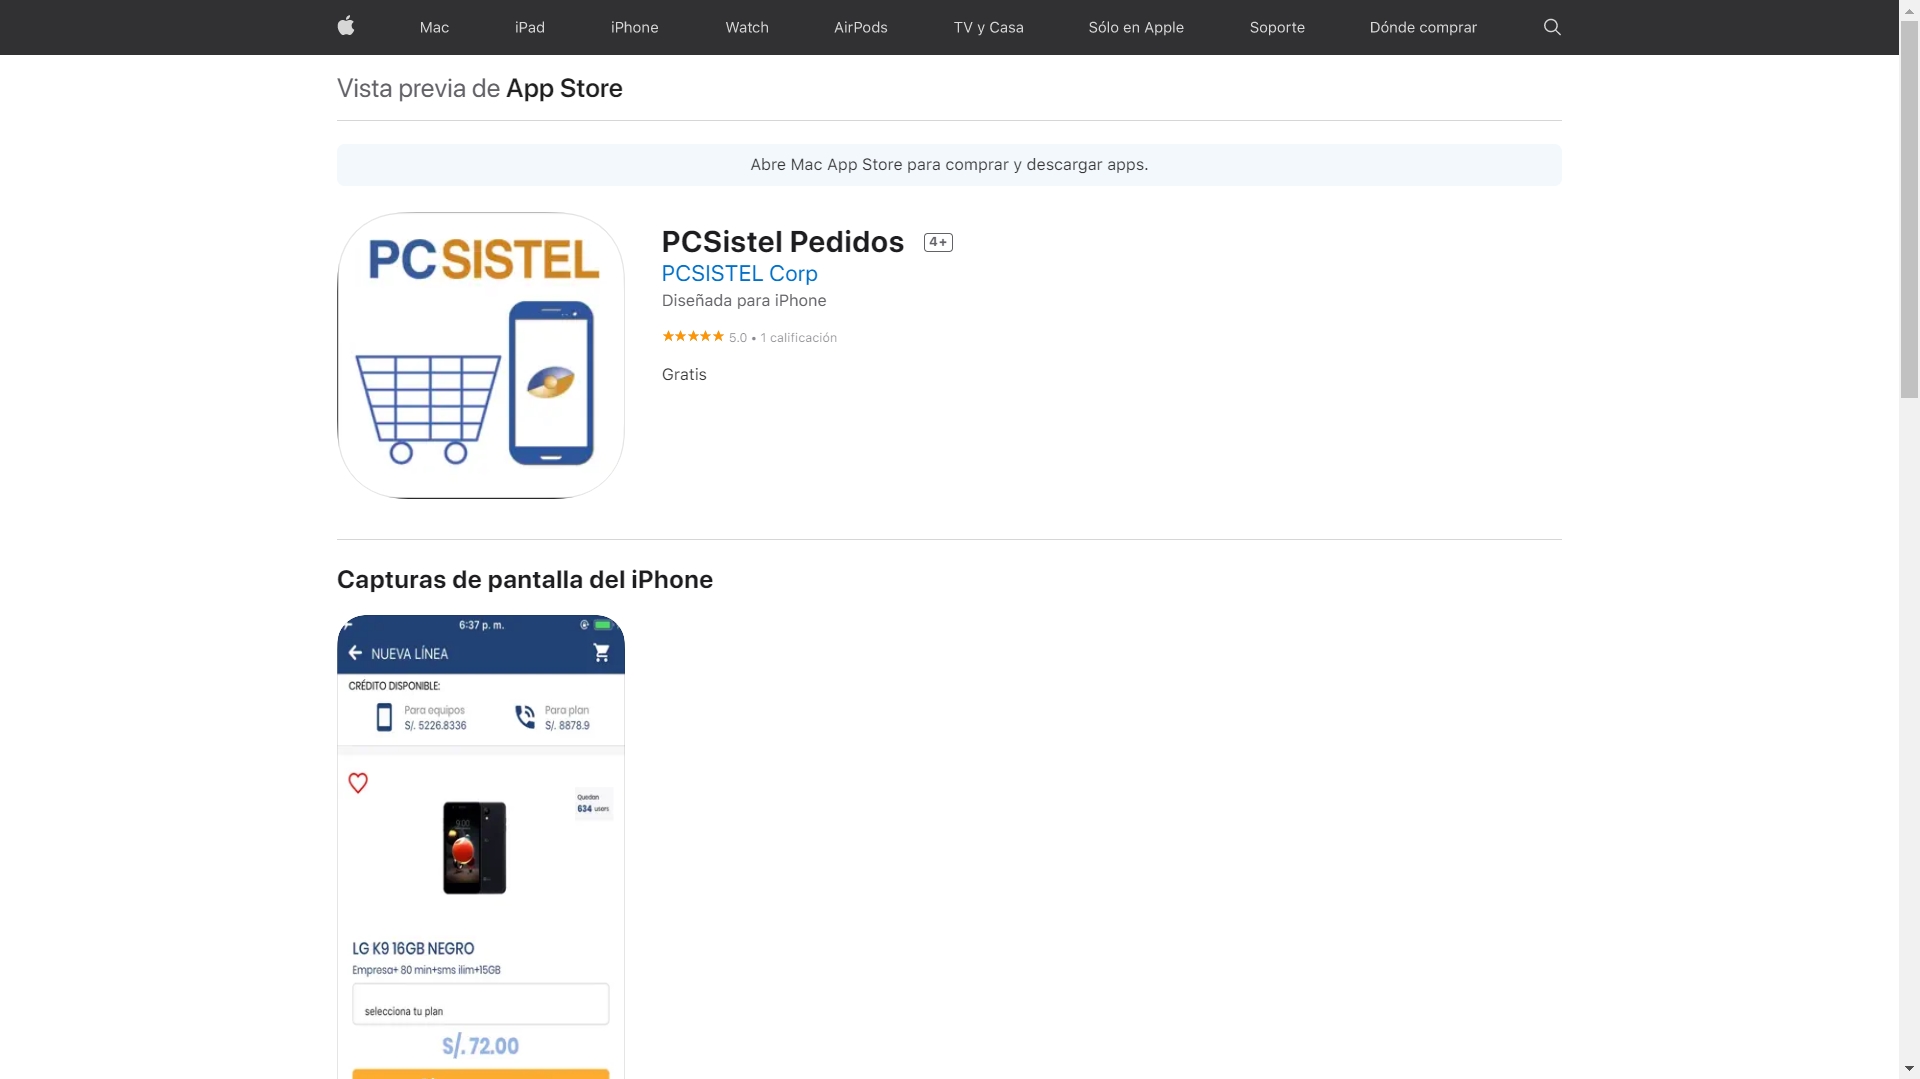 Mac iPad iPhone Watch AirPods TV y Casa Sólo en Apple Soporte Dónde comprar
Vista previa de App Store
Abre Mac App Store para comprar y descargar apps.
PCSISTEL
PCSistel Pedidos 4+
PCSISTEL Corp
Diseñada para iPhone
5.0 • 1 calificación
Gratis
Capturas de pantalla del iPhone
6:37 p. m.
NUEVA LÍNEA
CRÉDITO DISPONIBLE:
Para equipos
S/. 5226.8336
Para plan
S/. 8878.9
Quedan
634 users
9:00
LG K9 16GB NEGRO
Empresa+ 80 min+sms ilim+15GB
selecciona tu plan
S/. 72.00